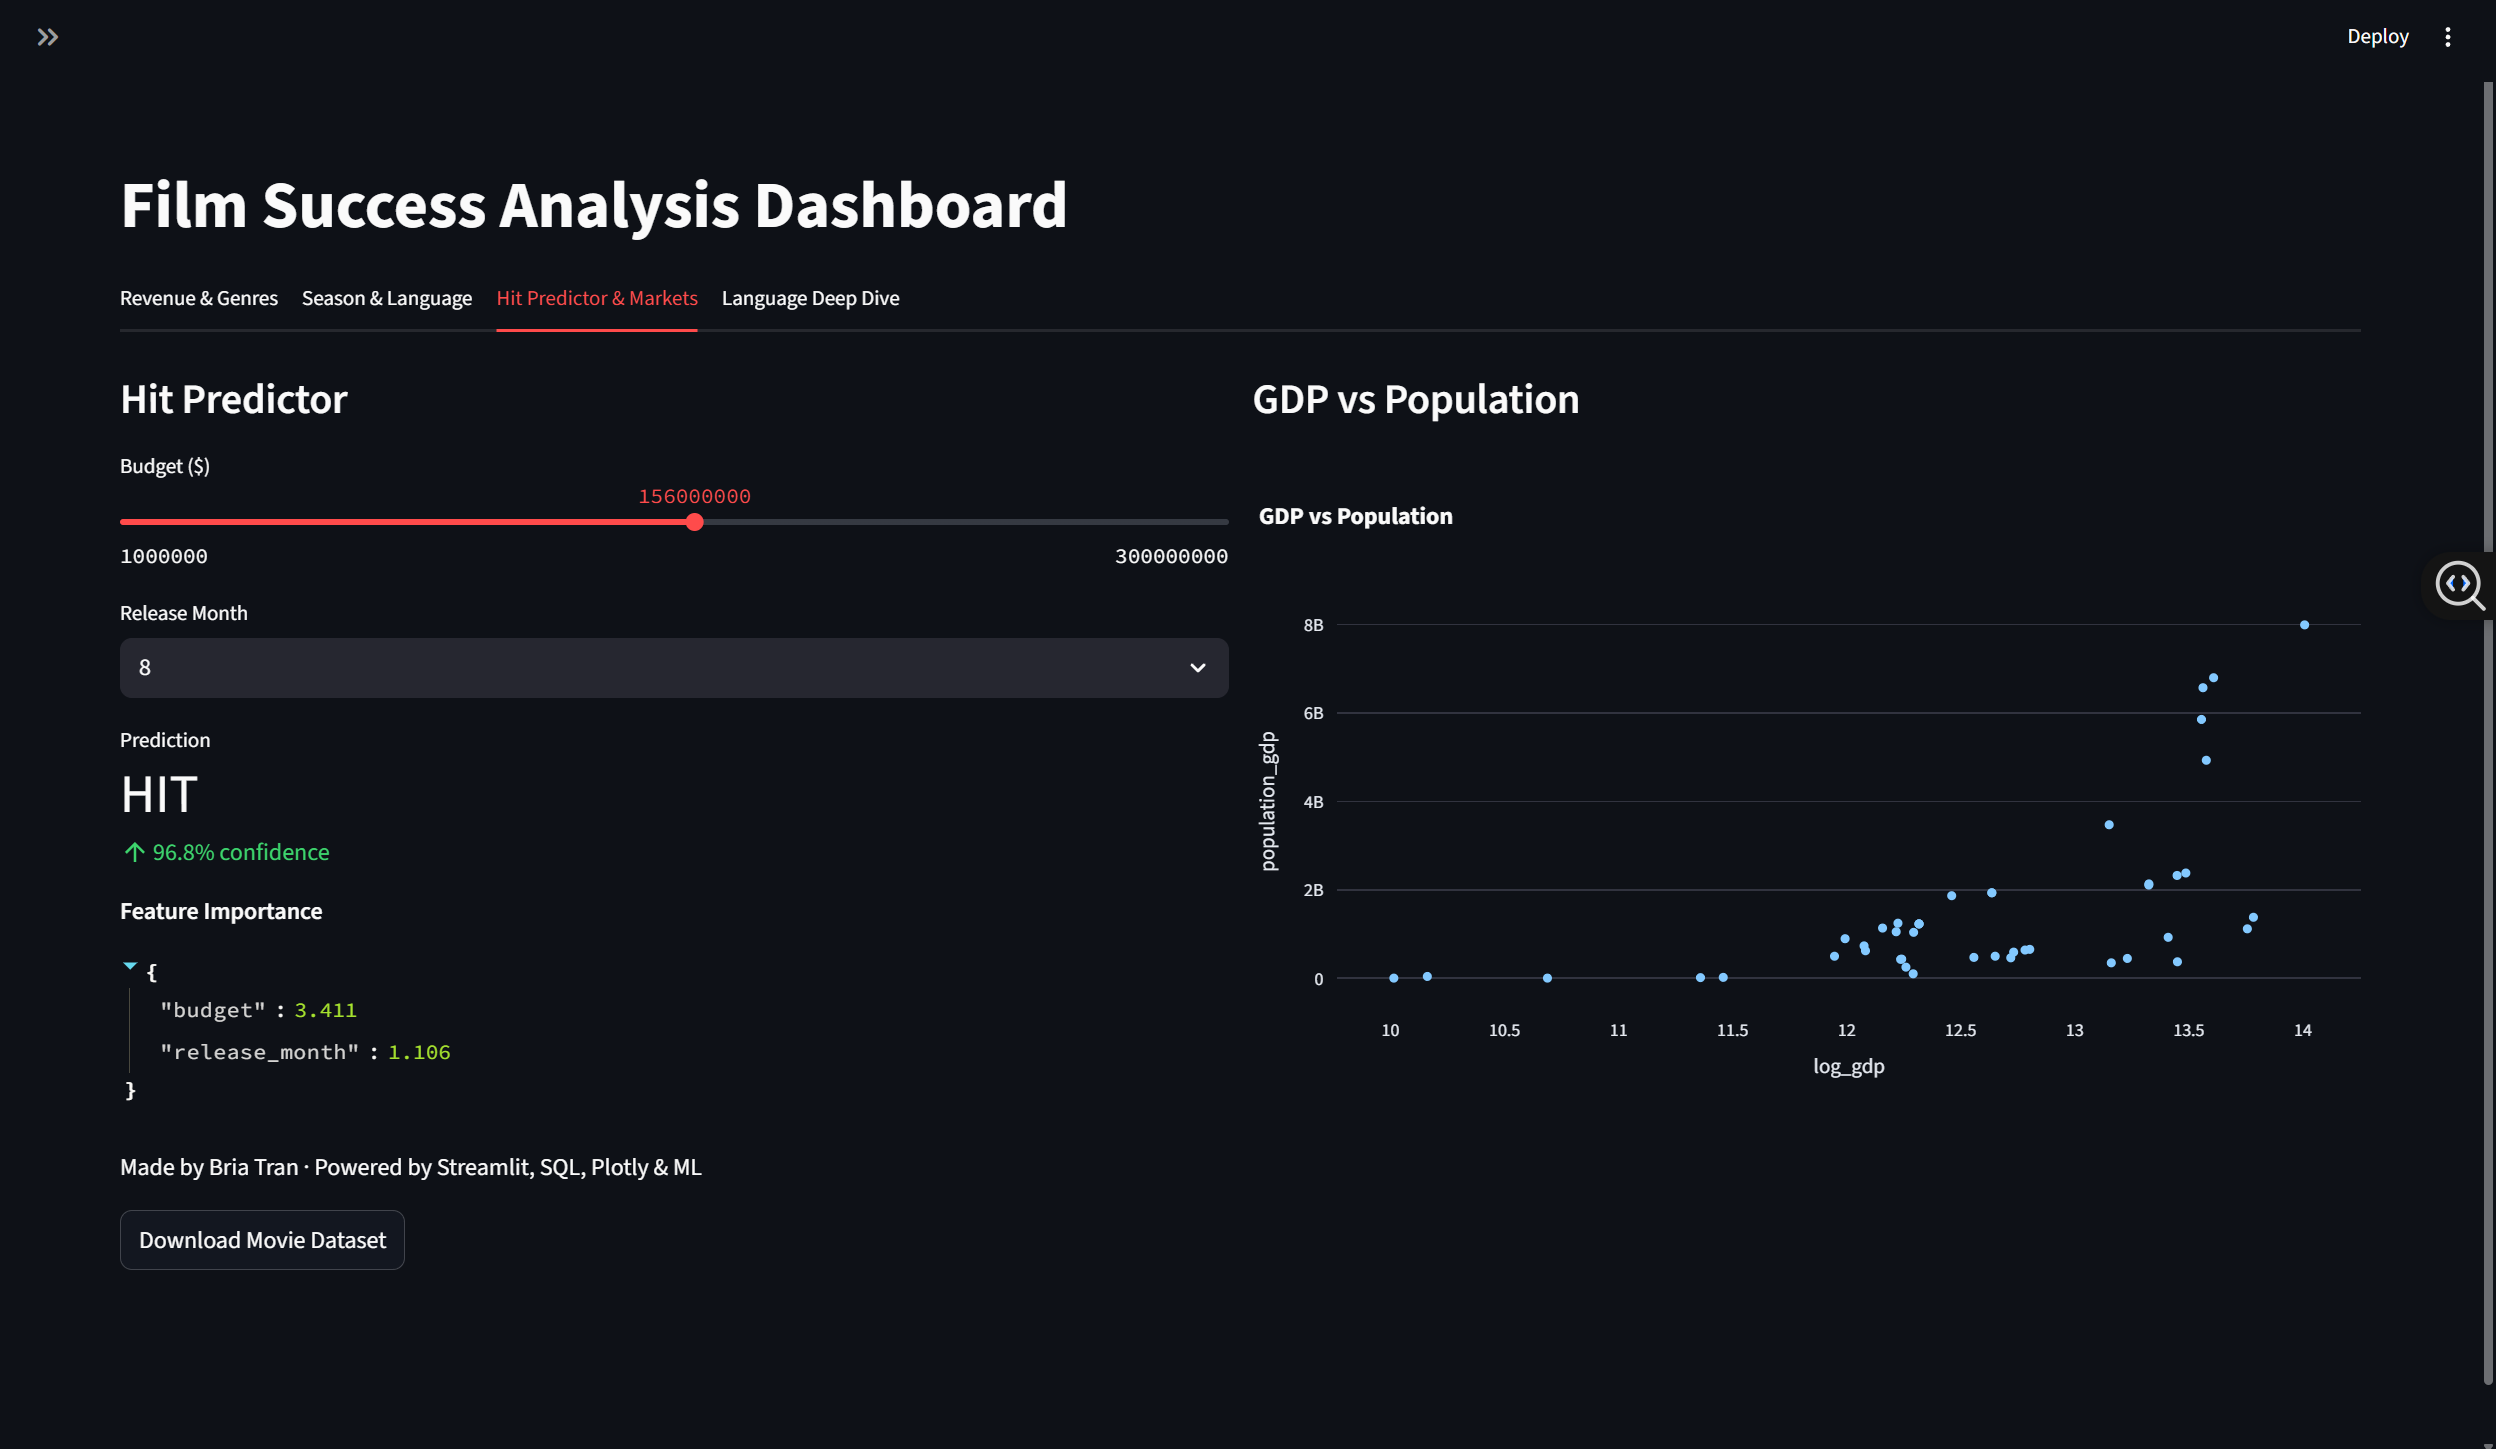 Deploy
Film Success Analysis Dashboard
Revenue & Genres
Season & Language
Hit Predictor & Markets
Language Deep Dive
Hit Predictor
Budget ($)
156000000
1000000
300000000
Release Month
8
Prediction
HIT
96.8% confidence
Feature Importance
{
"budget" : 3.411
"release_month" : 1.106
}
GDP vs Population
GDP vs Population
8B
6B
4B
2B
0
population_gdp
10
10.5
11
11.5
12
12.5
13
13.5
14
log_gdp
Made by Bria Tran · Powered by Streamlit, SQL, Plotly & ML
Download Movie Dataset